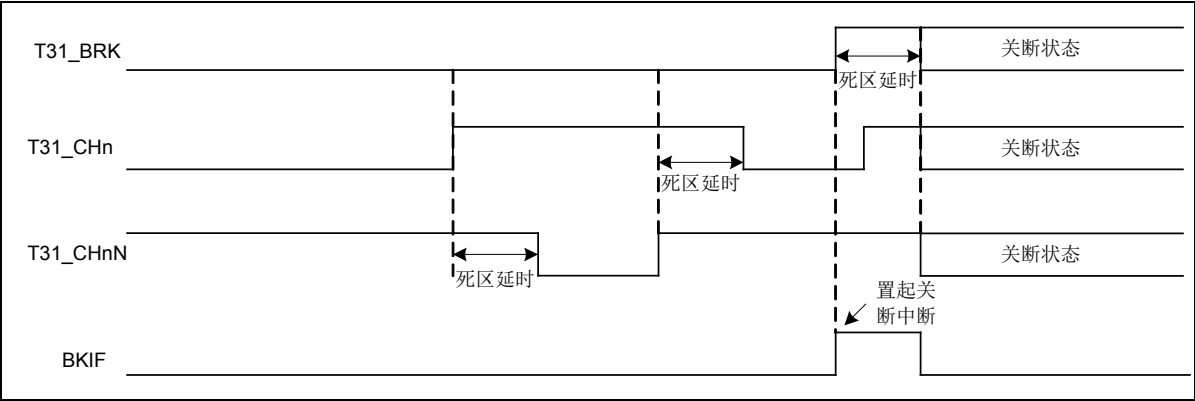 T31_BRK
关断状态
死区延时
T31_CHn
关断状态
死区延时
T31_CHnN
关断状态
死区延时
置起关
断中断
BKIF